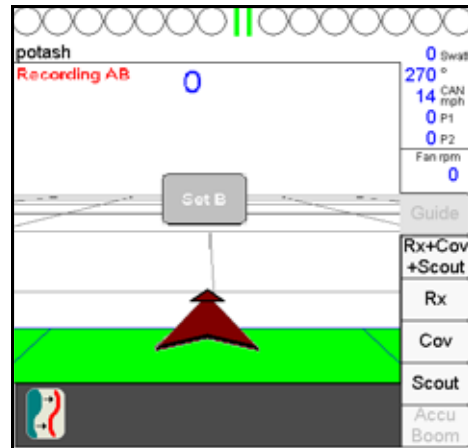 potash
Recording AB
0
0 Swath
270 °
14 CAN mph
0 P1
0 P2
Fan rpm
0
Set B
Guide
Rx+Cov
+Scout
Rx
Cov
Scout
Accu
Boom